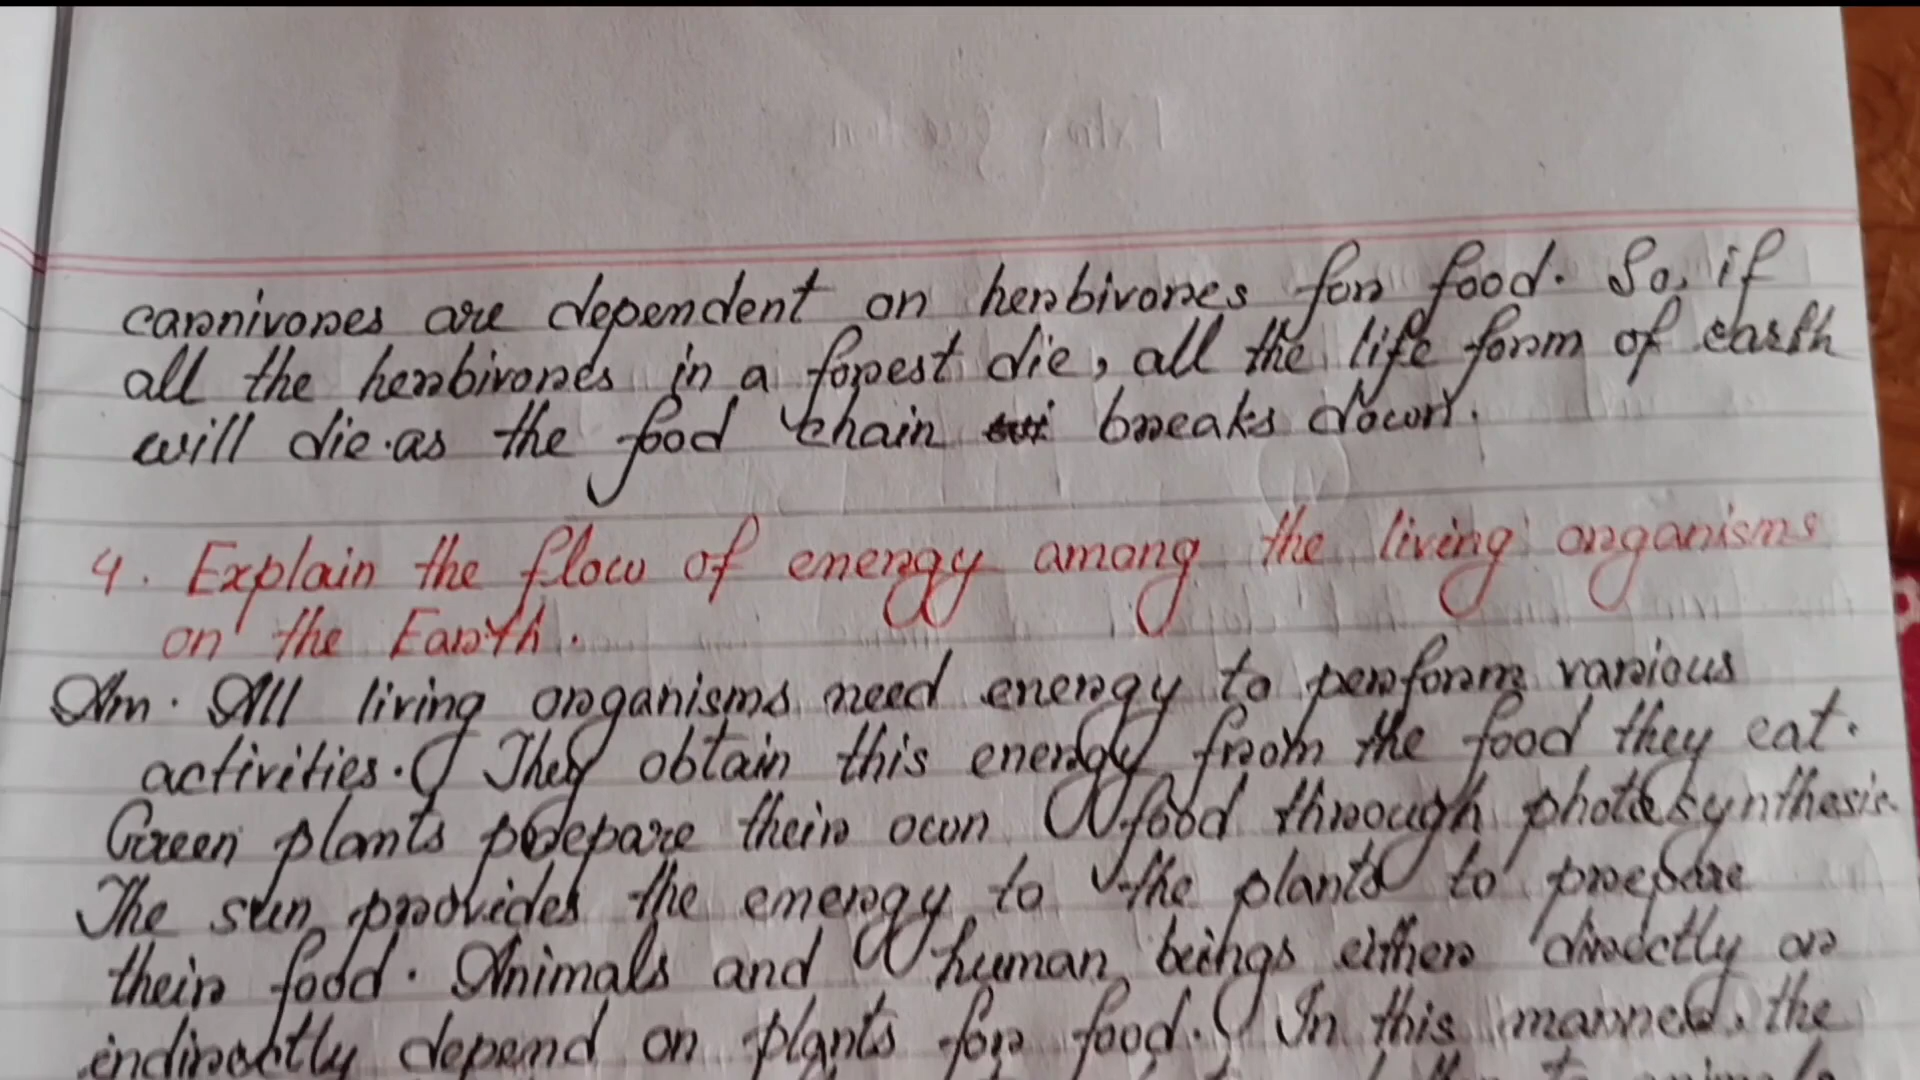 carnivores are dependent on herbivores for food. So, if
all the herbivores in a forest die, all the life form of earth
will die as the food chain breaks down.
4. Explain the flow of energy among the living organisms
on the Earth.
All living organisms need energy to perform various
activities. They obtain this energy from the food they eat.
Green plants prepare their own food through photosynthesis
The sun provides the energy to the plants to prepare
their food. Animals and human beings either directly or
indirectly depend on plants for food. In this manner, the